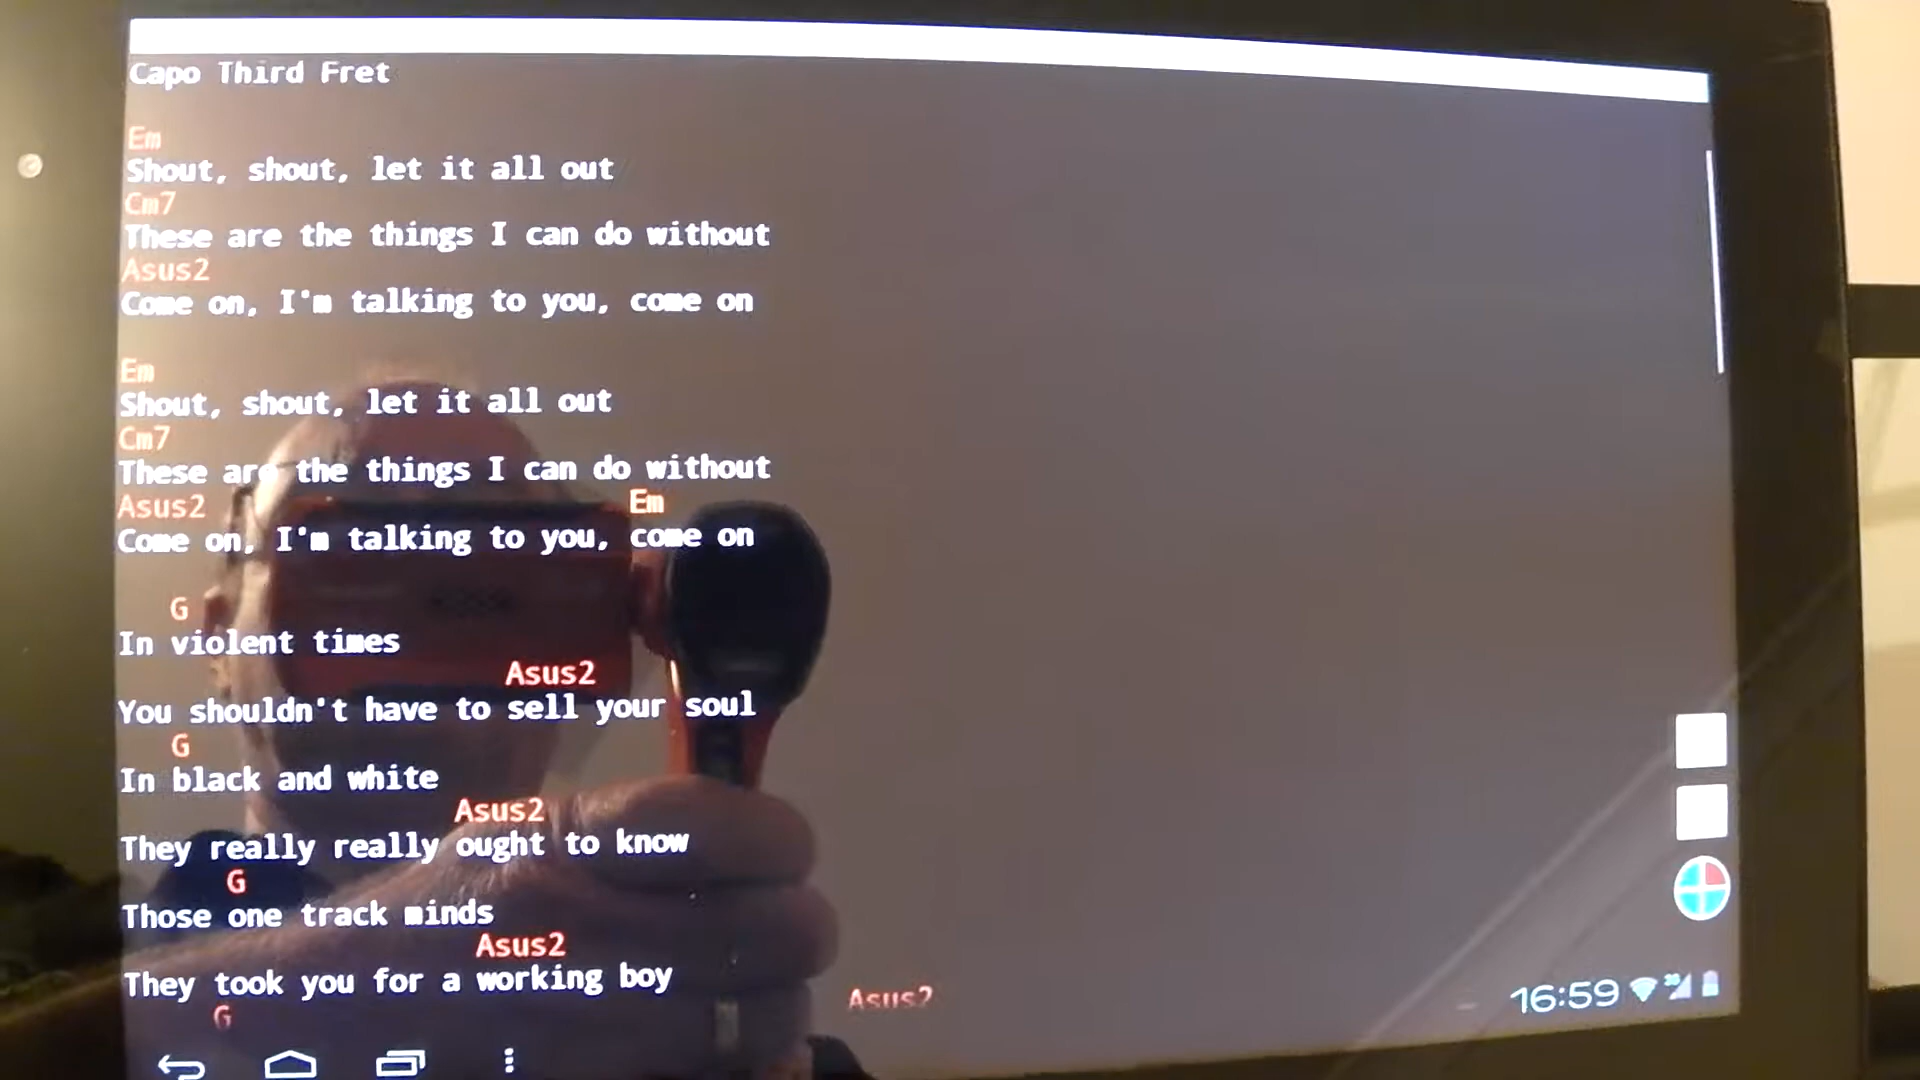 Capo Third Fret
Em
Shout, shout, let it all out
Cm7
These are the things I can do without
Asus2
Come on, I'm talking to you, come on
Em
Shout, shout, let it all out
Cm7
These are the things I can do without
Asus2 Em
Come on, I'm talking to you, come on
G
In violent times
Asus2
You shouldn't have to sell your soul
G
In black and white
Asus2
They really really ought to know
G
Those one track minds
Asus2
They took you for a working boy
G Asus2
16:59